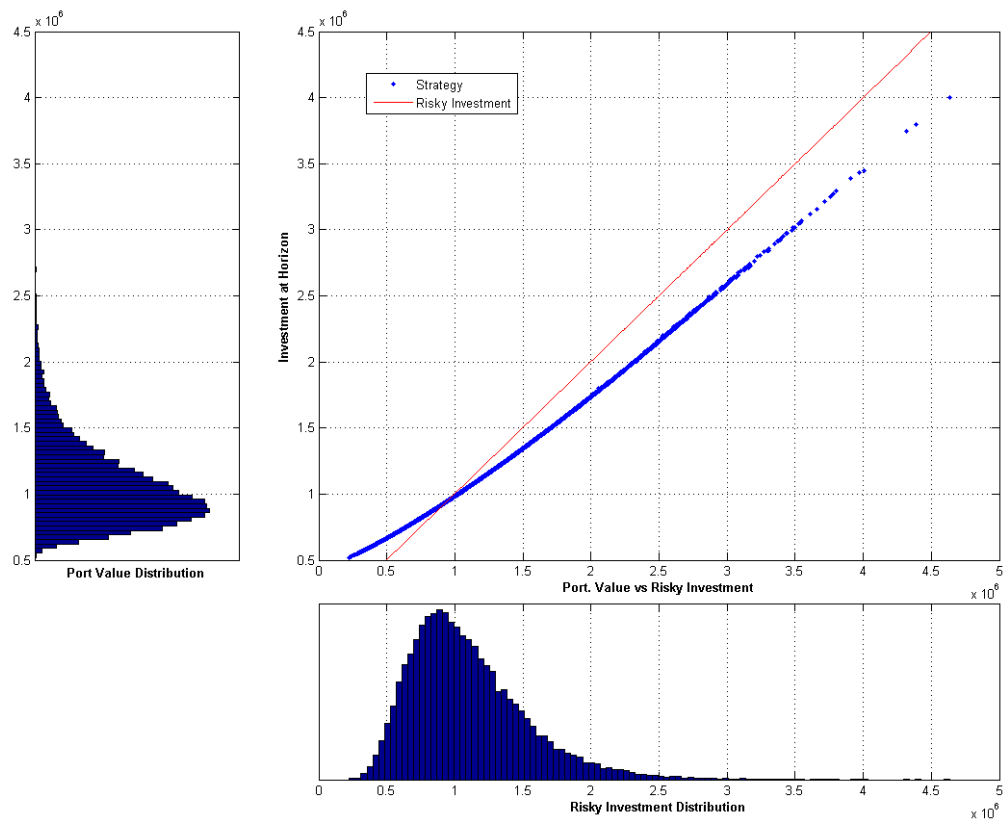 x 10^6
4.5
4
3.5
3
2.5
2
1.5
1
0.5
Port Value Distribution
4.5
4
3.5
3
2.5
2
1.5
1
0.5
Investment at Horizon
Strategy
Risky Investment
0 0.5 1 1.5 2 2.5 3 3.5 4 4.5 5
Port. Value vs Risky Investment
x 10^6
x 10^6
0 0.5 1 1.5 2 2.5 3 3.5 4 4.5 5
Risky Investment Distribution
x 10^6